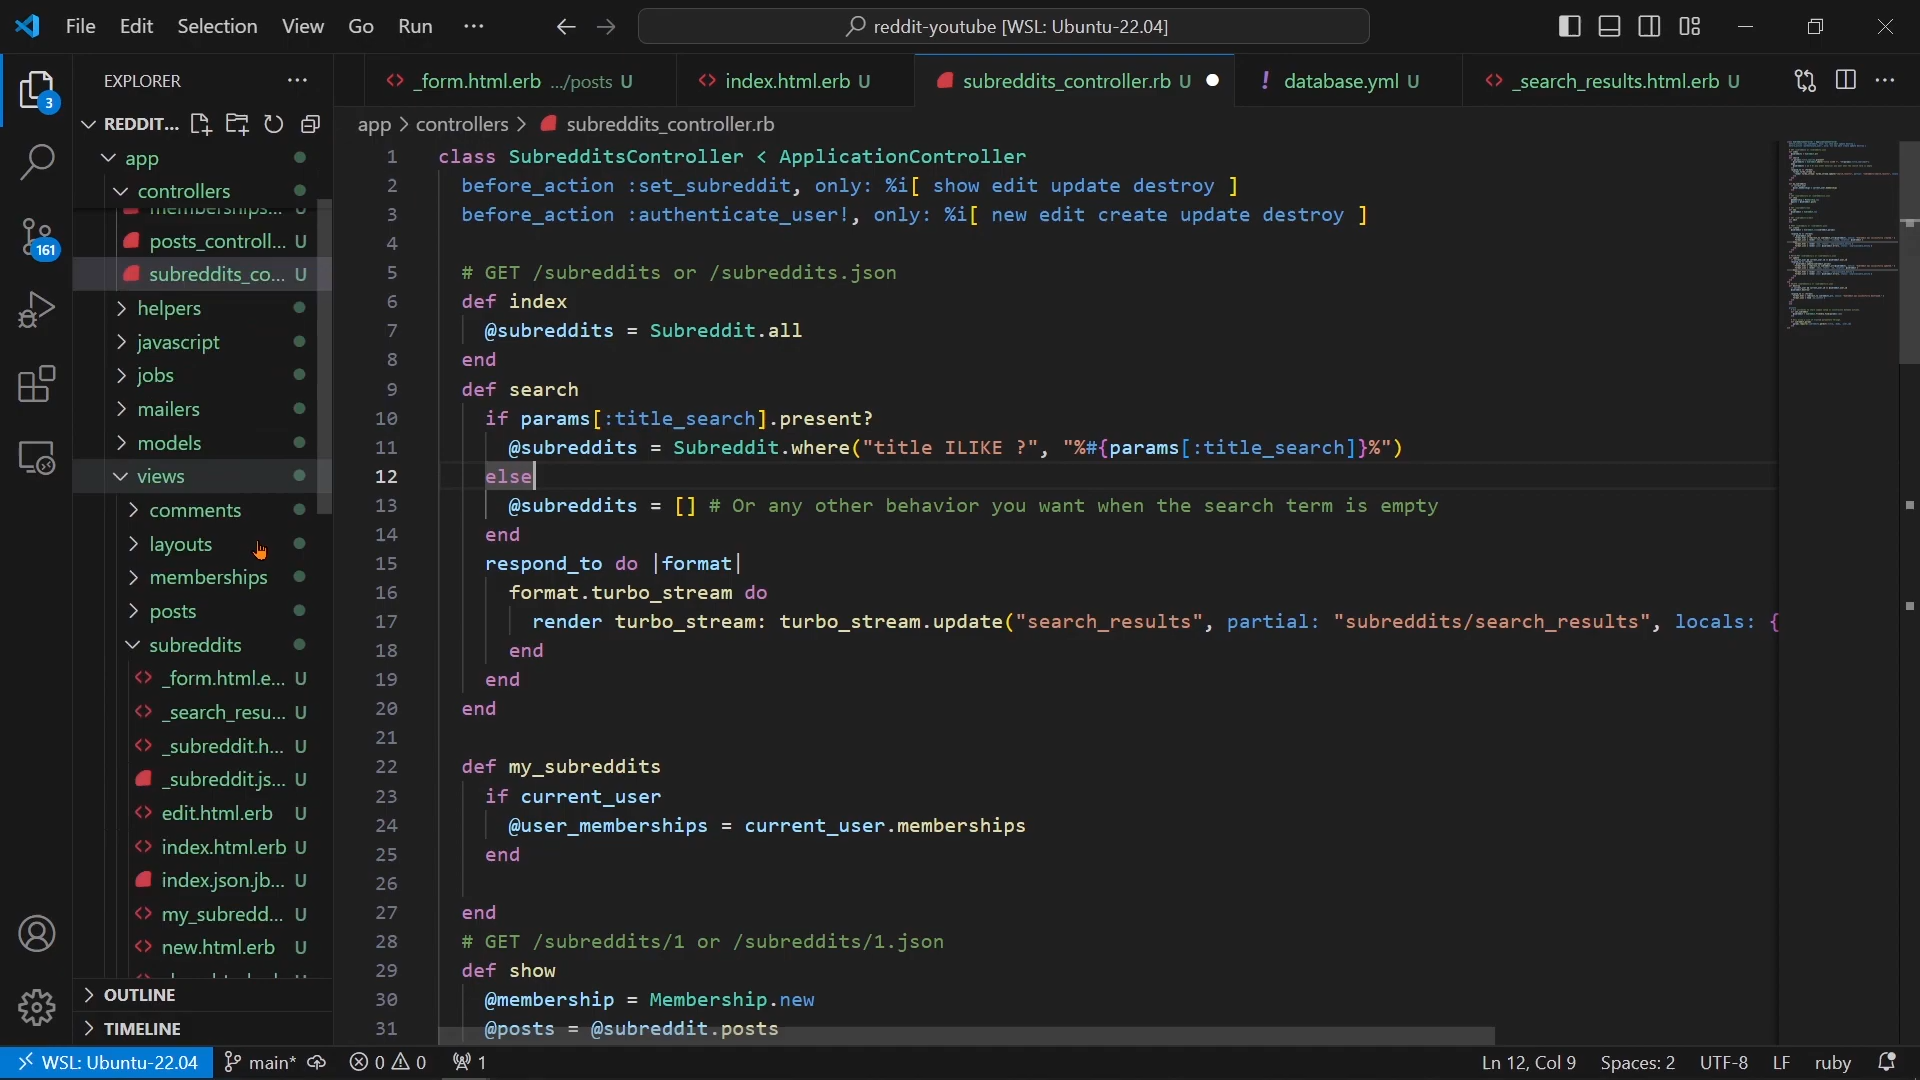 File Edit Selection View Go Run ···
reddit-youtube [WSL: Ubuntu-22.04]
EXPLORER
_form.html.erb .../posts U
index.html.erb U
subreddits_controller.rb U
! database.yml U
_search_results.html.erb U
3
REDDIT...
app > controllers > subreddits_controller.rb
app
controllers
memberships... U
posts_controll... U
subreddits_co... U
161
helpers
javascript
jobs
mailers
models
views
comments
layouts
memberships
posts
subreddits
_form.html.e... U
_search_resu... U
_subreddit.h... U
_subreddit.js... U
edit.html.erb U
index.html.erb U
index.json.jb... U
my_subredd... U
new.html.erb U
OUTLINE
TIMELINE
1 class SubredditsController < ApplicationController
2 before_action :set_subreddit, only: %i[ show edit update destroy ]
3 before_action :authenticate_user!, only: %i[ new edit create update destroy ]
4
5 # GET /subreddits or /subreddits.json
6 def index
7 @subreddits = Subreddit.all
8 end
9 def search
10 if params[:title_search].present?
11 @subreddits = Subreddit.where("title ILIKE ?", "%#{params[:title_search]}%")
12 else
13 @subreddits = [] # Or any other behavior you want when the search term is empty
14 end
15 respond_to do |format|
16 format.turbo_stream do
17 render turbo_stream: turbo_stream.update("search_results", partial: "subreddits/search_results", locals: {
18 end
19 end
20 end
21
22 def my_subreddits
23 if current_user
24 @user_memberships = current_user.memberships
25 end
26
27 end
28 # GET /subreddits/1 or /subreddits/1.json
29 def show
30 @membership = Membership.new
31 @posts = @subreddit.posts
WSL: Ubuntu-22.04 main* 0 0 1
Ln 12, Col 9 Spaces: 2 UTF-8 LF ruby